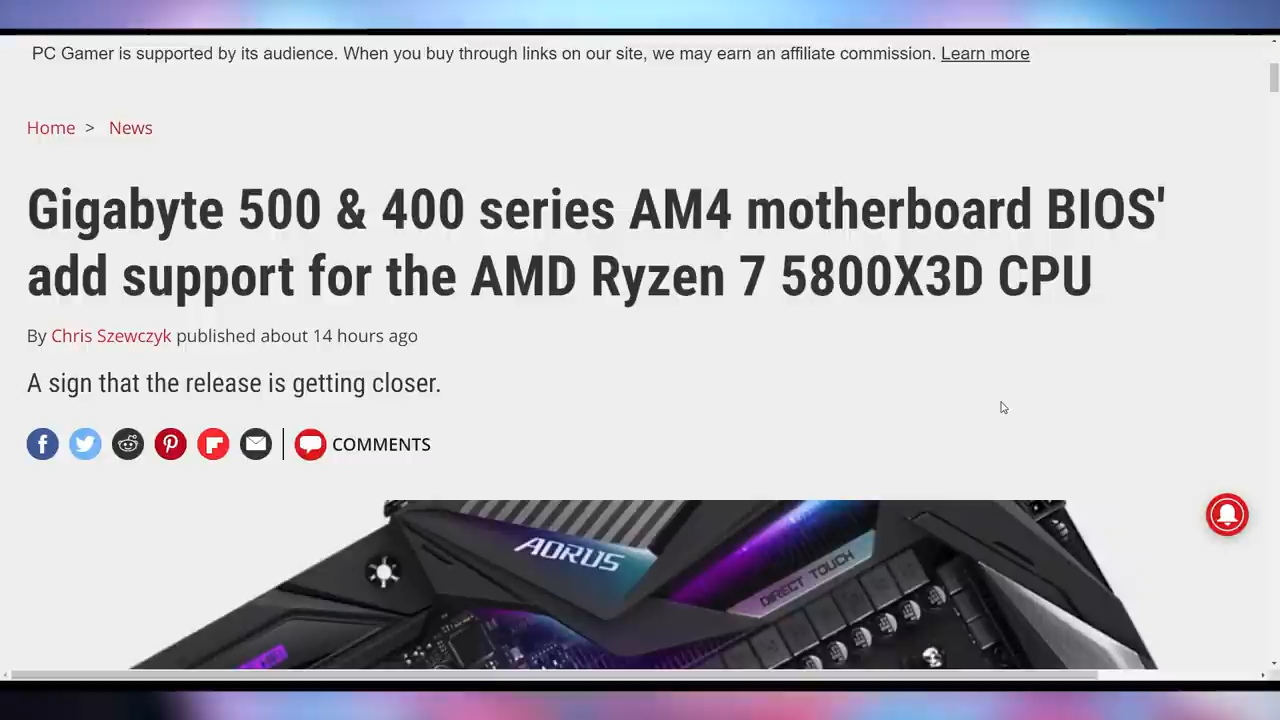 PC Gamer is supported by its audience. When you buy through links on our site, we may earn an affiliate commission. Learn more
Home > News
Gigabyte 500 & 400 series AM4 motherboard BIOS'
add support for the AMD Ryzen 7 5800X3D CPU
By Chris Szewczyk published about 14 hours ago
A sign that the release is getting closer.
COMMENTS
AORUS
DIRECT TOUCH